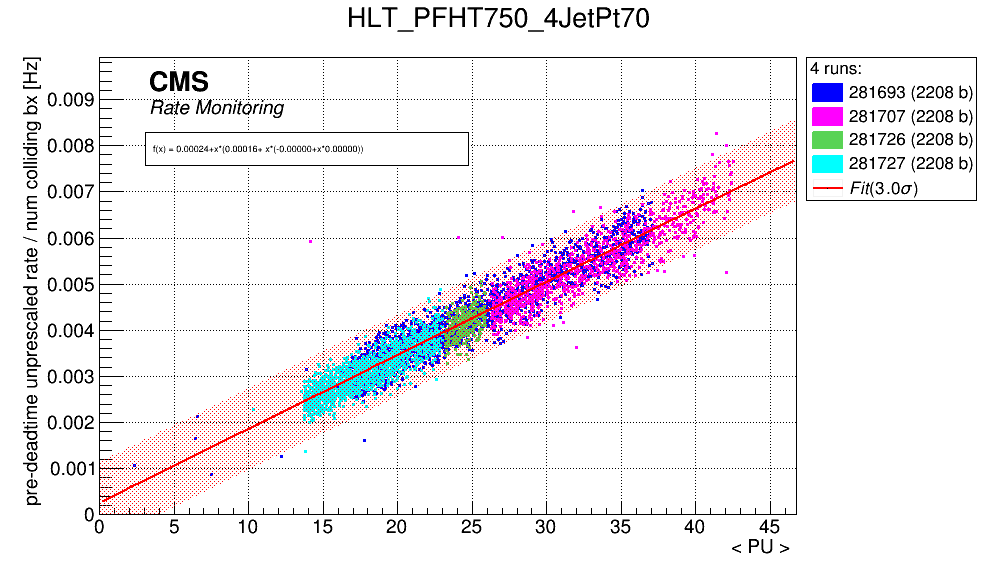 HLT_PFHT750_4JetPt70
pre-deadtime unprescaled rate / num colliding bx [Hz]
CMS
Rate Monitoring
f(x) = 0.00024+x*(0.00016+ x*(-0.00000+x*0.00000))
0.009
0.008
0.007
0.006
0.005
0.004
0.003
0.002
0.001
0
0 5 10 15 20 25 30 35 40 45
< PU >
4 runs:
281693 (2208 b)
281707 (2208 b)
281726 (2208 b)
281727 (2208 b)
Fit(3.0σ)